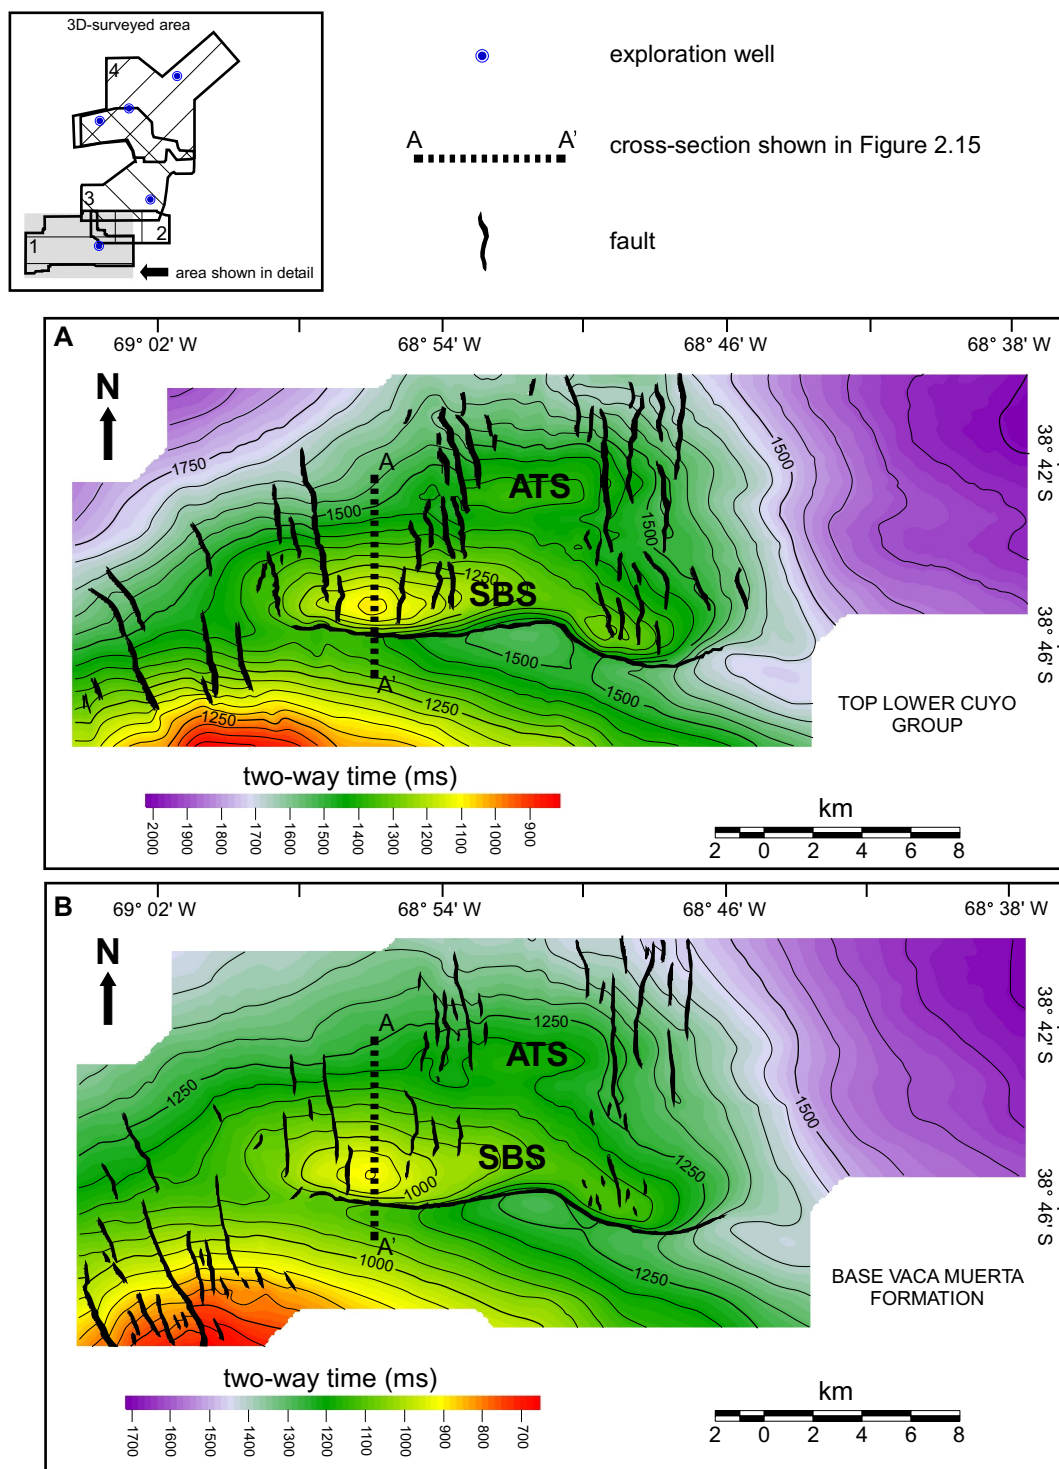 3D-surveyed area
4
3
2
1
area shown in detail
exploration well
A
A'
cross-section shown in Figure 2.15
fault
A
69° 02' W
68° 54' W
68° 46' W
68° 38' W
N
1750
1500
A
ATS
1500
1500
38° 42' S
1250
SBS
1500
A'
1500
1250
1250
38° 46' S
TOP LOWER CUYO
GROUP
two-way time (ms)
2000
1900
1800
1700
1600
1500
1400
1300
1200
1100
1000
900
km
2 0 2 4 6 8
B
69° 02' W
68° 54' W
68° 46' W
68° 38' W
N
A
1250
ATS
1250
1500
38° 42' S
SBS
1250
1000
A'
1000
1250
38° 46' S
BASE VACA MUERTA
FORMATION
two-way time (ms)
1700
1600
1500
1400
1300
1200
1100
1000
900
800
700
km
2 0 2 4 6 8